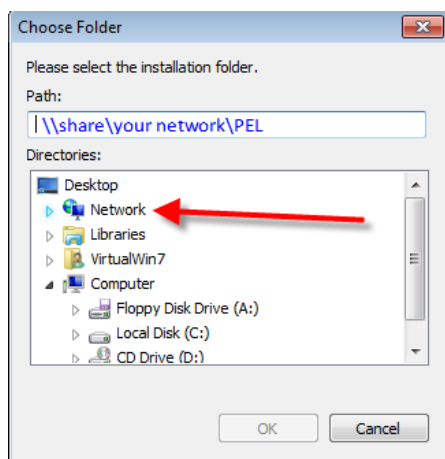 Choose Folder
Please select the installation folder.
Path:
\\share\your network\PEL
Directories:
Desktop
Network
Libraries
VirtualWin7
Computer
Floppy Disk Drive (A:)
Local Disk (C:)
CD Drive (D:)
OK
Cancel